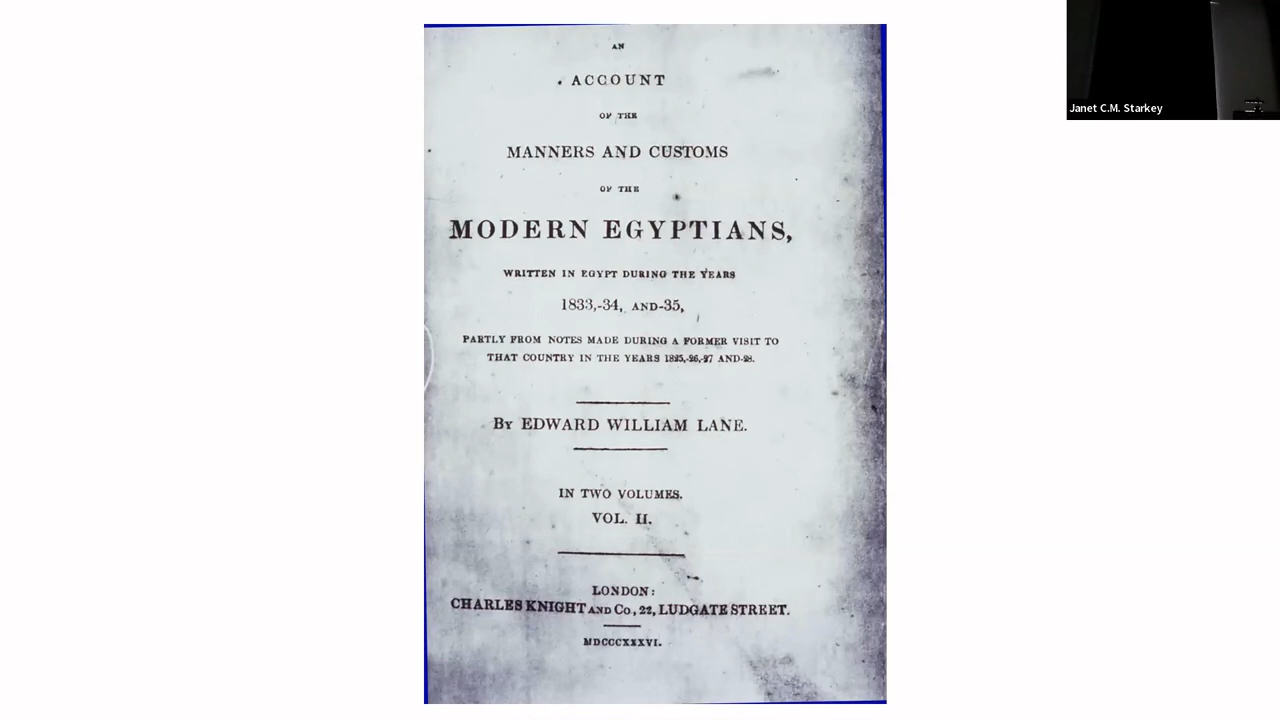 AN
ACCOUNT
OF THE
MANNERS AND CUSTOMS
OF THE
MODERN EGYPTIANS,
WRITTEN IN EGYPT DURING THE YEARS
1833,-34, AND-35,
PARTLY FROM NOTES MADE DURING A FORMER VISIT TO
THAT COUNTRY IN THE YEARS 1825,-26,-27 AND-28.
By EDWARD WILLIAM LANE.
IN TWO VOLUMES.
VOL. II.
LONDON:
CHARLES KNIGHT AND Co, 22, LUDGATE STREET.
MDCCCXXXVI.
Janet C.M. Starkey